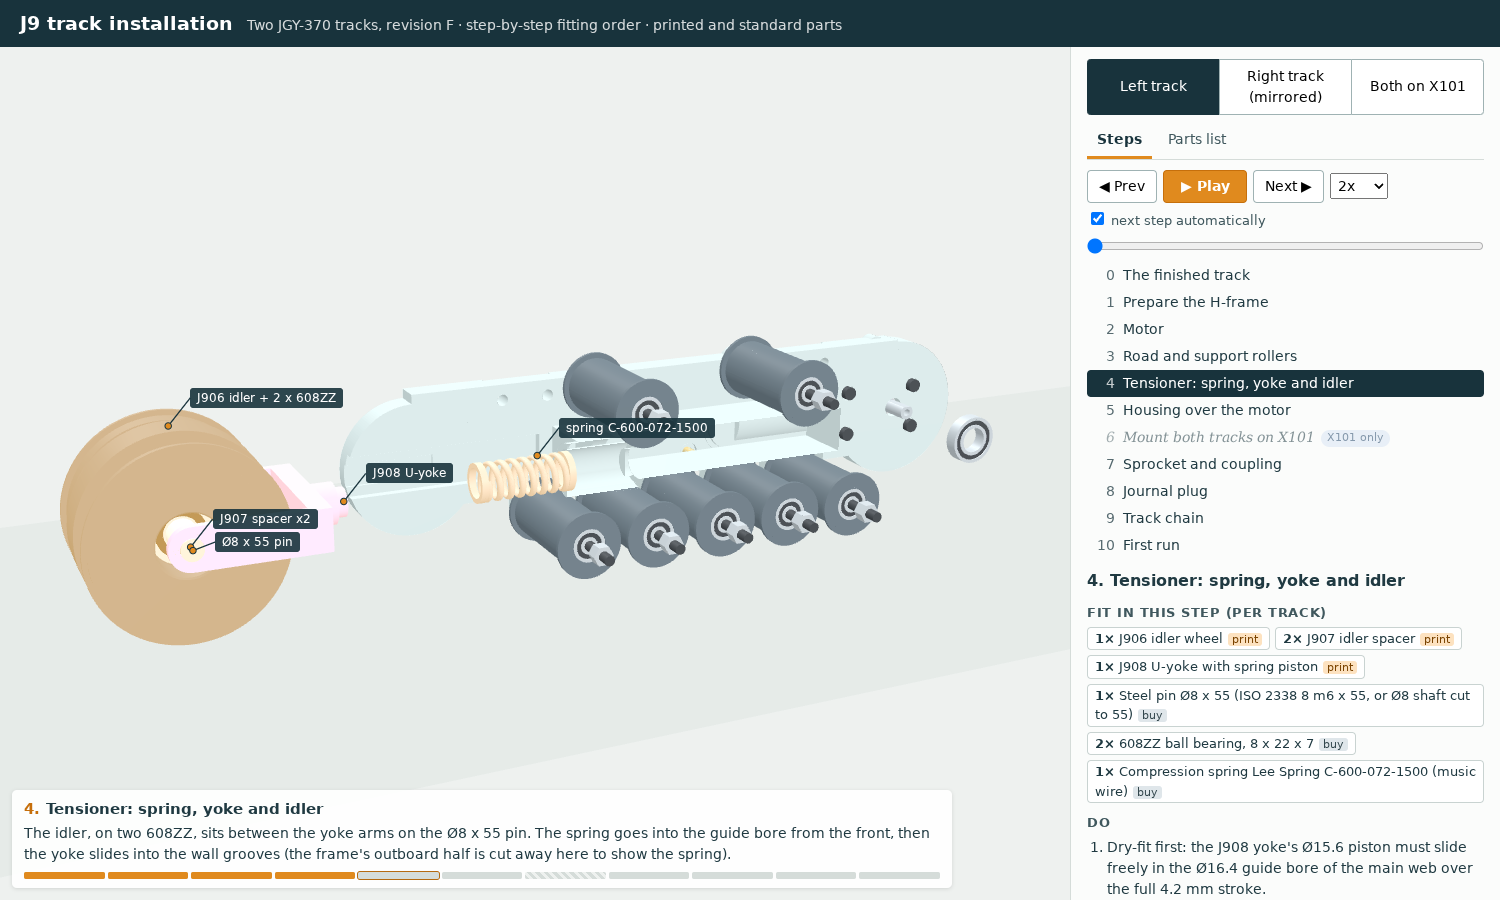 J9 track installation
Two JGY-370 tracks, revision F · step-by-step fitting order · printed and standard parts
J906 idler + 2 x 608ZZ
spring C-600-072-1500
J908 U-yoke
J907 spacer x2
Ø8 x 55 pin
4. Tensioner: spring, yoke and idler
The idler, on two 608ZZ, sits between the yoke arms on the Ø8 x 55 pin. The spring goes into the guide bore from the front, then
the yoke slides into the wall grooves (the frame's outboard half is cut away here to show the spring).
Left track
Right track
(mirrored)
Both on X101
Steps
Parts list
◀ Prev
▶ Play
Next ▶
2x
next step automatically
0 The finished track
1 Prepare the H-frame
2 Motor
3 Road and support rollers
4 Tensioner: spring, yoke and idler
5 Housing over the motor
6 Mount both tracks on X101 X101 only
7 Sprocket and coupling
8 Journal plug
9 Track chain
10 First run
4. Tensioner: spring, yoke and idler
FIT IN THIS STEP (PER TRACK)
1× J906 idler wheel print
2× J907 idler spacer print
1× J908 U-yoke with spring piston print
1× Steel pin Ø8 x 55 (ISO 2338 8 m6 x 55, or Ø8 shaft cut
to 55) buy
2× 608ZZ ball bearing, 8 x 22 x 7 buy
1× Compression spring Lee Spring C-600-072-1500 (music
wire) buy
DO
1. Dry-fit first: the J908 yoke's Ø15.6 piston must slide
freely in the Ø16.4 guide bore of the main web over
the full 4.2 mm stroke.